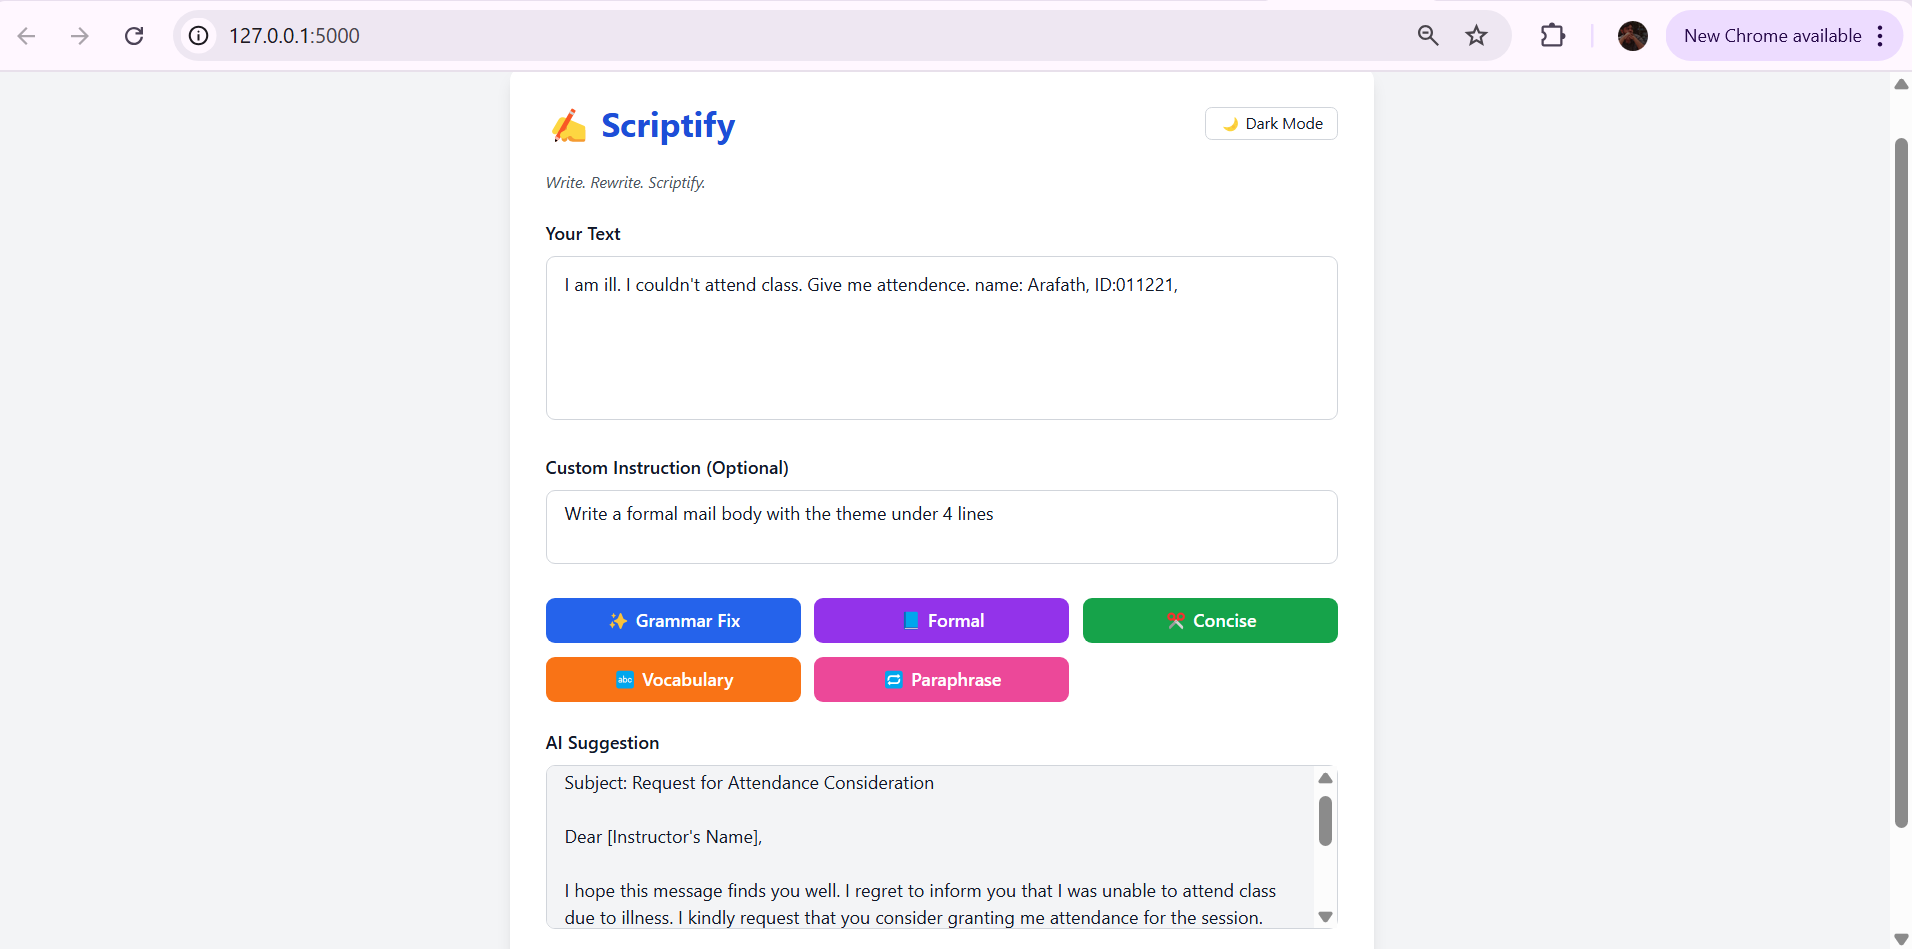 127.0.0.1:5000
New Chrome available
Scriptify
Dark Mode
Write. Rewrite. Scriptify.
Your Text
I am ill. I couldn't attend class. Give me attendence. name: Arafath, ID:011221,
Custom Instruction (Optional)
Write a formal mail body with the theme under 4 lines
Grammar Fix
Formal
Concise
abc Vocabulary
Paraphrase
AI Suggestion
Subject: Request for Attendance Consideration
Dear [Instructor's Name],
I hope this message finds you well. I regret to inform you that I was unable to attend class
due to illness. I kindly request that you consider granting me attendance for the session.